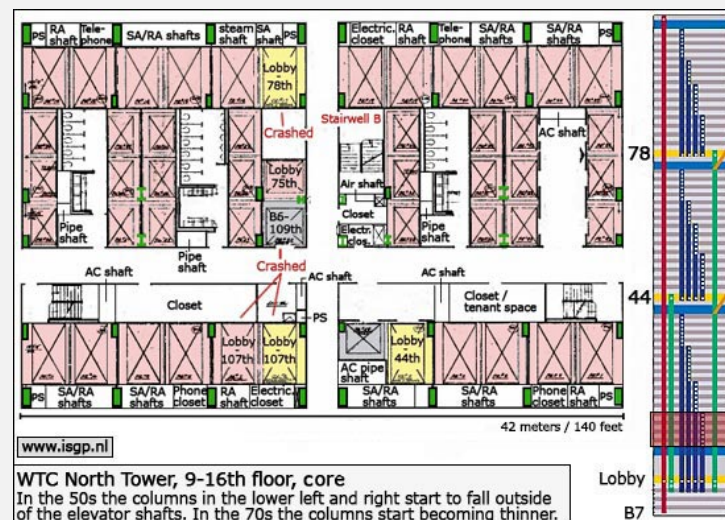 PS
RA shaft
Tele-phone
SA/RA shafts
steam shaft
SA shaft
PS
Electric. closet
RA shaft
Tele-phone
SA/RA shafts
SA/RA shafts
PS
Lobby - 78th
Crashed
Stairwell B
AC shaft
Lobby 75th
Air shaft
Closet
B6-109th
Electr. clos.
Pipe shaft
Pipe shaft
Pipe shaft
Crashed
AC shaft
AC shaft
AC shaft
AC shaft
Closet
Closet / tenant space
PS
Lobby 107th
Lobby 107th
Lobby 44th
AC pipe shaft
PS
SA/RA shafts
SA/RA shafts
Phone closet
RA shaft
Electric. closet
SA/RA shafts
SA/RA shafts
Phone closet
RA shaft
PS
42 meters / 140 feet
www.isgp.nl
WTC North Tower, 9-16th floor, core
In the 50s the columns in the lower left and right start to fall outside
of the elevator shafts. In the 70s the columns start becoming thinner.
78
44
Lobby
B7